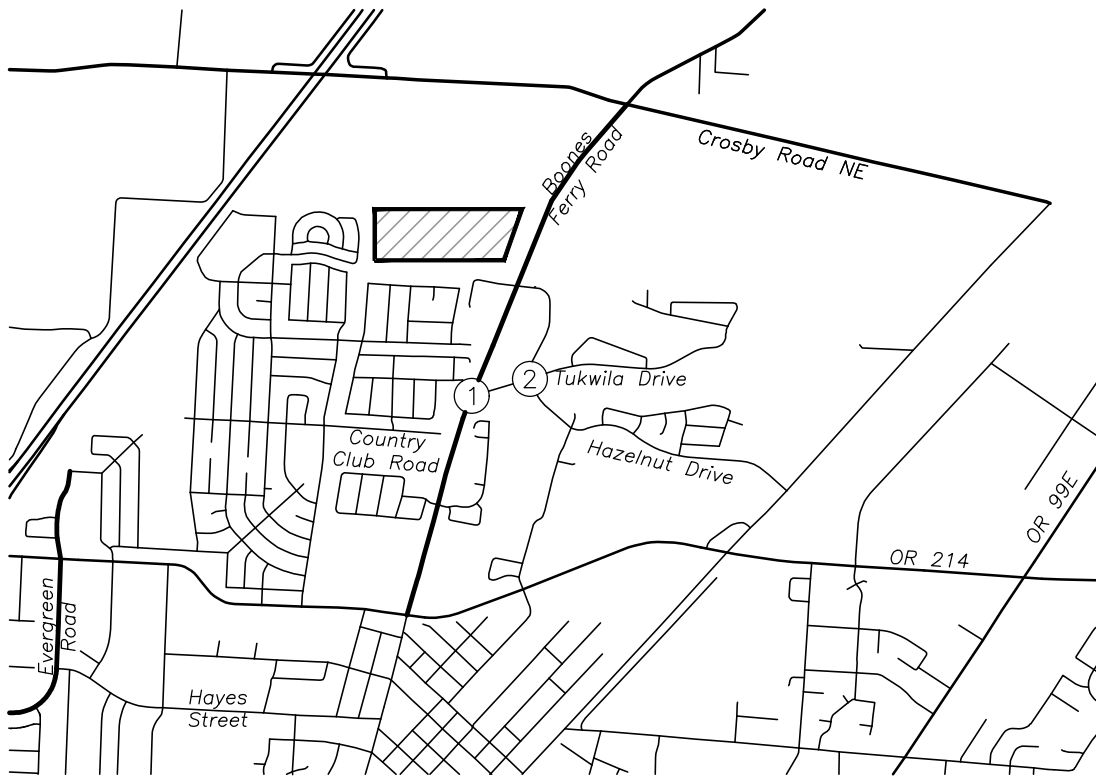 Crosby Road NE
Boones
Ferry Road
1
2
Tukwila Drive
Country
Club Road
Hazelnut Drive
OR 99E
OR 214
Evergreen
Road
Hayes
Street